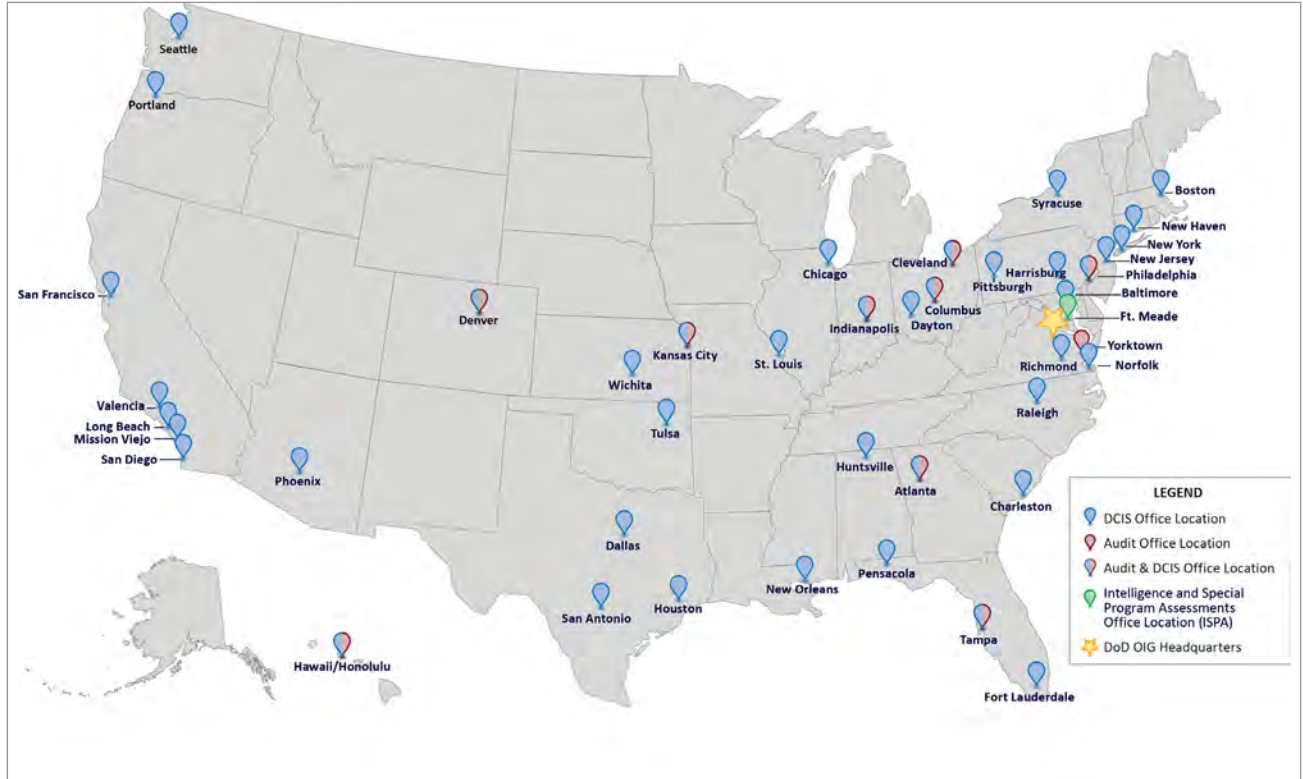 Seattle
Portland
San Francisco
Valencia
Long Beach
Mission Viejo
San Diego
Phoenix
Denver
Wichita
Kansas City
Tulsa
Dallas
San Antonio
Houston
St. Louis
Chicago
Indianapolis
Dayton
Columbus
Cleveland
Pittsburgh
Harrisburg
Syracuse
Boston
New Haven
New York
New Jersey
Philadelphia
Baltimore
Ft. Meade
Yorktown
Richmond
Norfolk
Raleigh
Huntsville
Atlanta
Charleston
New Orleans
Pensacola
Tampa
Fort Lauderdale
Hawaii/Honolulu
LEGEND
DCIS Office Location
Audit Office Location
Audit & DCIS Office Location
Intelligence and Special
Program Assessments
Office Location (ISPA)
DoD OIG Headquarters